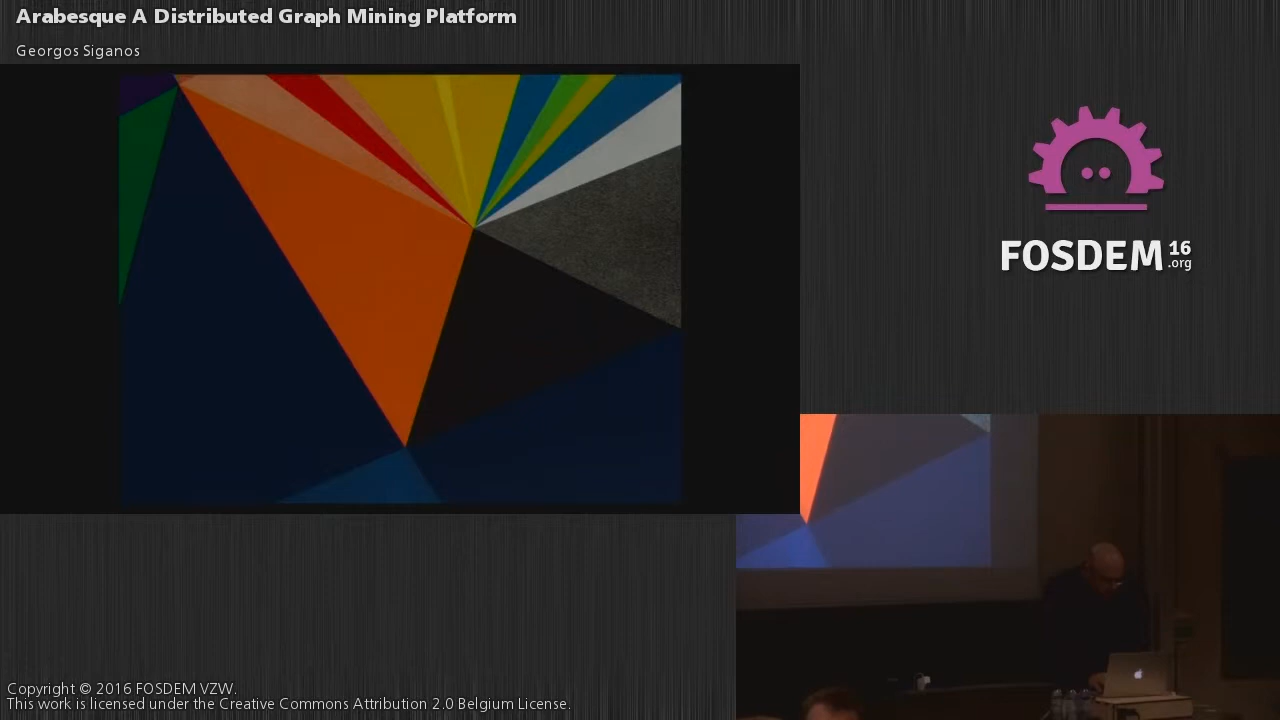 Arabesque A Distributed Graph Mining Platform
Georgos Siganos
FOSDEM 16
.org
Copyright © 2016 FOSDEM VZW.
This work is licensed under the Creative Commons Attribution 2.0 Belgium License.